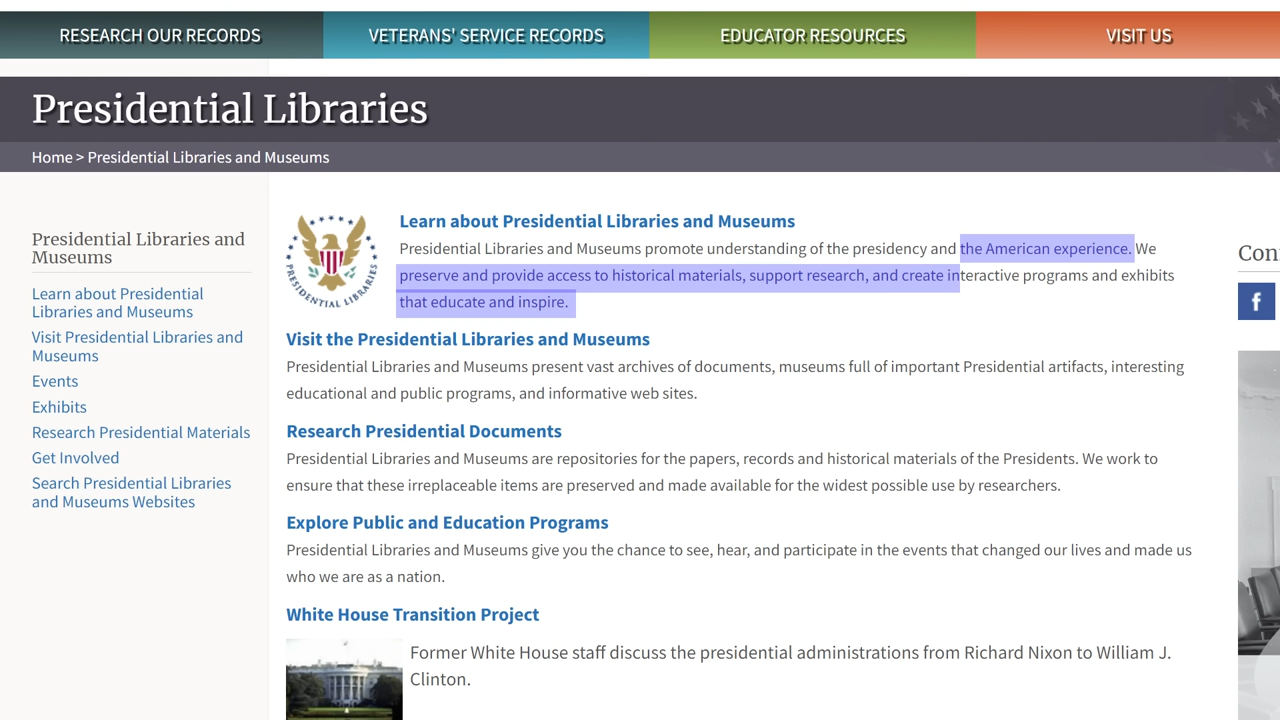 RESEARCH OUR RECORDS VETERANS' SERVICE RECORDS EDUCATOR RESOURCES VISIT US
Presidential Libraries
Home > Presidential Libraries and Museums
Presidential Libraries and
Museums
Learn about Presidential
Libraries and Museums
Visit Presidential Libraries and
Museums
Events
Exhibits
Research Presidential Materials
Get Involved
Search Presidential Libraries
and Museums Websites
PRESIDENTIAL LIBRARIES
Learn about Presidential Libraries and Museums
Presidential Libraries and Museums promote understanding of the presidency and the American experience. We
preserve and provide access to historical materials, support research, and create interactive programs and exhibits
that educate and inspire.
Visit the Presidential Libraries and Museums
Presidential Libraries and Museums present vast archives of documents, museums full of important Presidential artifacts, interesting
educational and public programs, and informative web sites.
Research Presidential Documents
Presidential Libraries and Museums are repositories for the papers, records and historical materials of the Presidents. We work to
ensure that these irreplaceable items are preserved and made available for the widest possible use by researchers.
Explore Public and Education Programs
Presidential Libraries and Museums give you the chance to see, hear, and participate in the events that changed our lives and made us
who we are as a nation.
White House Transition Project
Former White House staff discuss the presidential administrations from Richard Nixon to William J.
Clinton.
f